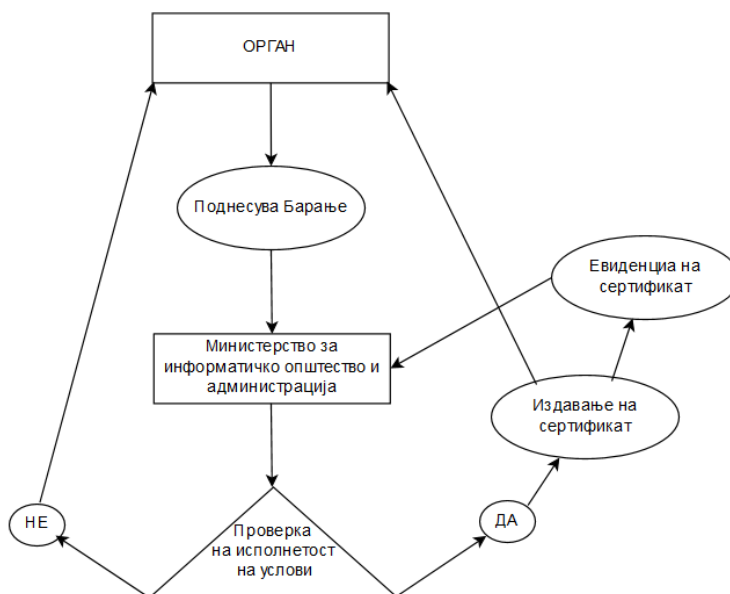 ОРГАН
Поднесува Барање
Евиденциа на
сертификат
Министерство за
информатичко општество и
администрација
Издавање на
сертификат
НЕ
ДА
Проверка
на исполнетост
на услови